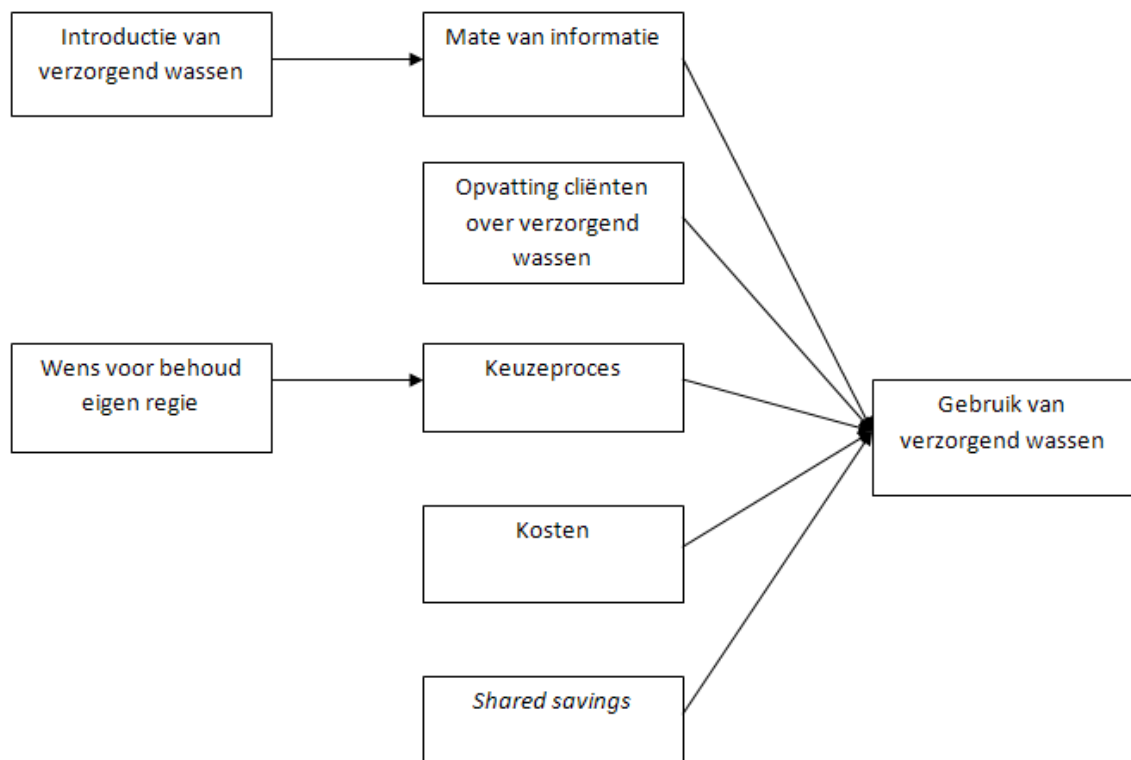 Introductie van
verzorgend wassen
Mate van informatie
Opvatting cliënten
over verzorgend
wassen
Wens voor behoud
eigen regie
Keuzeproces
Gebruik van
verzorgend wassen
Kosten
Shared savings